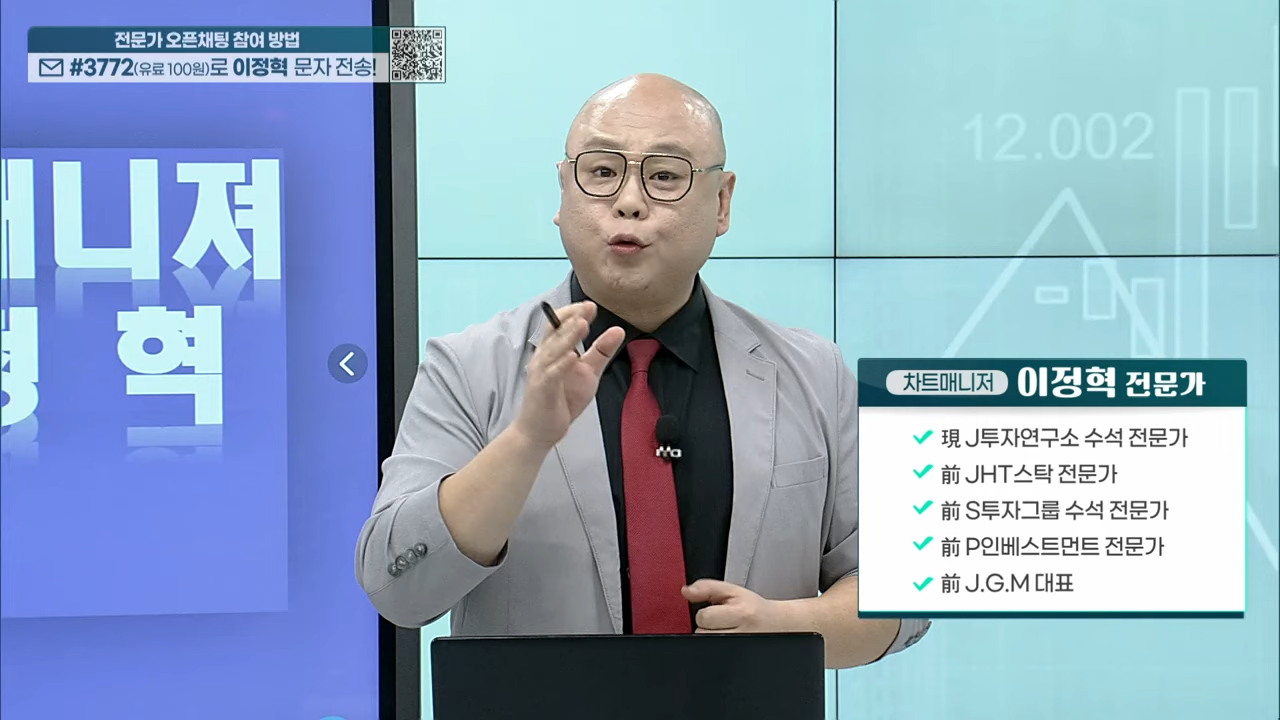 전문가 오픈채팅 참여 방법
#3772(유료 100원)로 이정혁 문자 전송!
매니져
정 혁
12.002
차트매니저 이정혁 전문가
現 J투자연구소 수석 전문가
前 JHT스탁 전문가
前 S투자그룹 수석 전문가
前 P인베스트먼트 전문가
前 J.G.M 대표